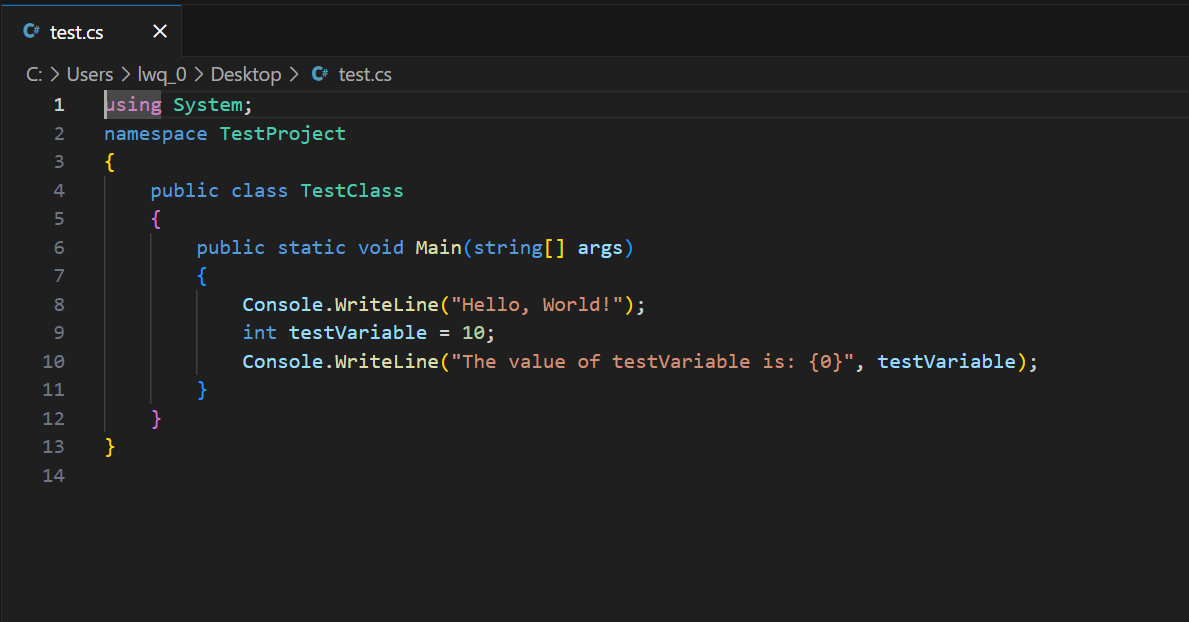 test.cs
C: > Users > lwq_0 > Desktop > test.cs
1 using System;
2 namespace TestProject
3 {
4     public class TestClass
5     {
6         public static void Main(string[] args)
7         {
8             Console.WriteLine("Hello, World!");
9             int testVariable = 10;
10             Console.WriteLine("The value of testVariable is: {0}", testVariable);
11         }
12     }
13 }
14